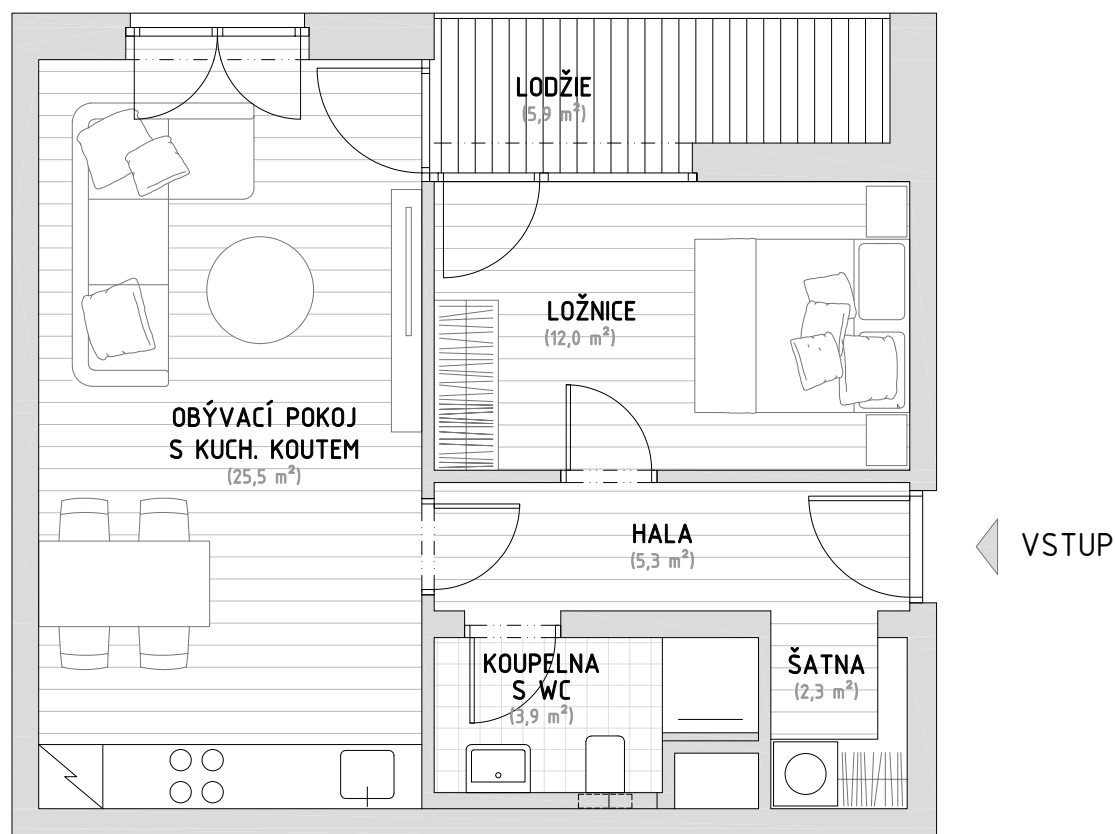 LODŽIE
(5,9 m²)
LOŽNICE
(12,0 m²)
OBÝVACÍ POKOJ
S KUCH. KOUTEM
(25,5 m²)
HALA
(5,3 m²)
VSTUP
KOUPELNA
S WC
(3,9 m²)
ŠATNA
(2,3 m²)